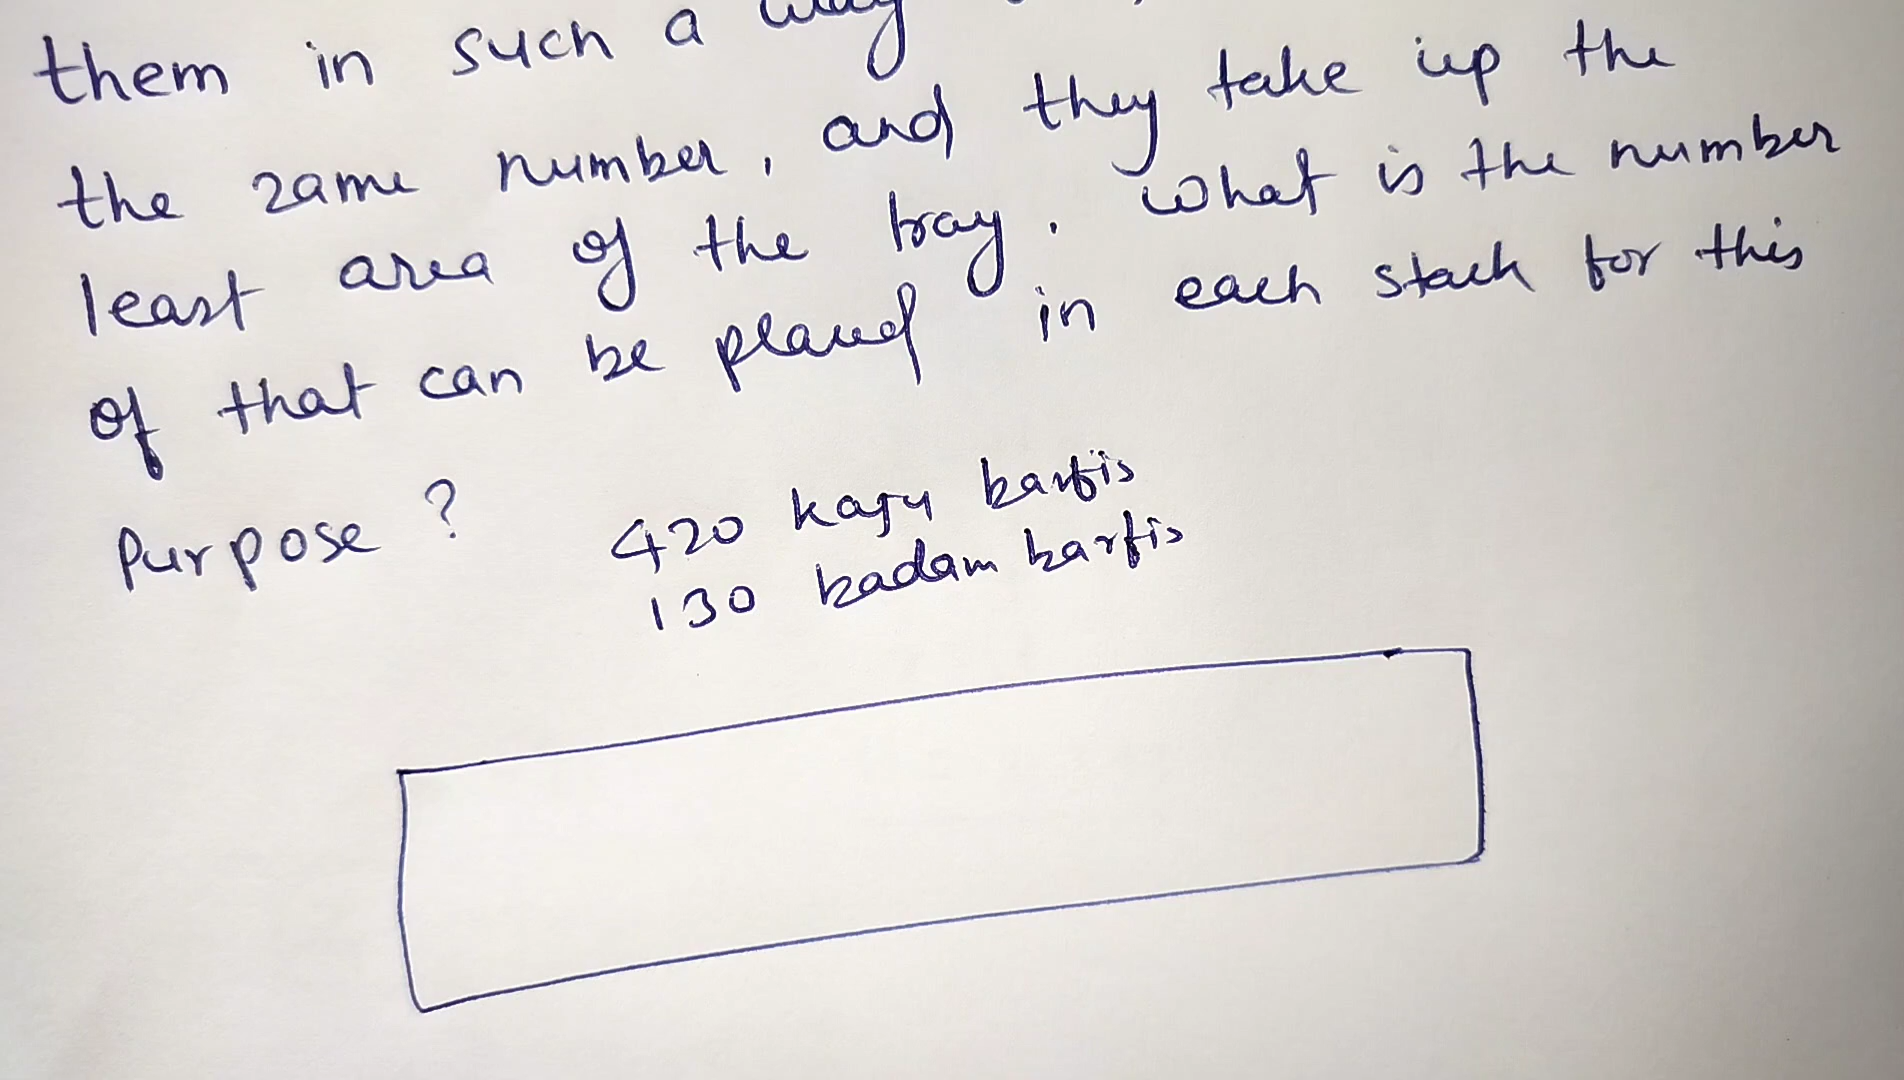 them in such a way
the same number, and they take up the
least area of the tray. What is the number
of that can be placed in each stack for this
Purpose?
420 kaju barfis
130 badam barfis